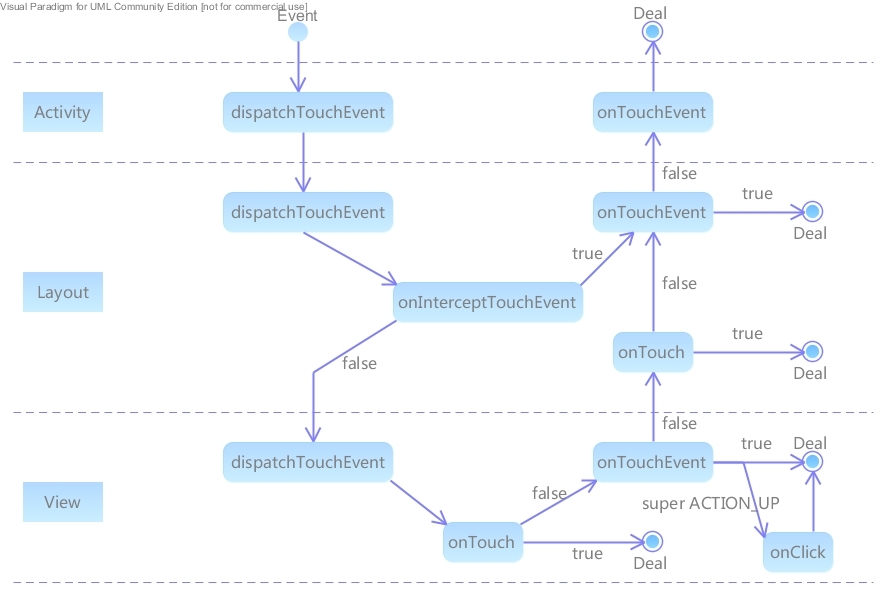 Visual Paradigm for UML Community Edition [not for commercial use]
Event
Deal
Activity
dispatchTouchEvent
onTouchEvent
false
dispatchTouchEvent
onTouchEvent
true
Deal
true
Layout
onInterceptTouchEvent
false
onTouch
true
Deal
false
false
dispatchTouchEvent
onTouchEvent
true
Deal
View
false
super ACTION_UP
onTouch
true
Deal
onClick